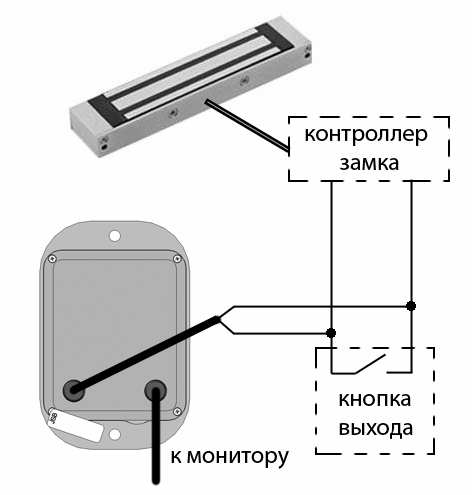 контроллер
замка
кнопка
выхода
к монитору